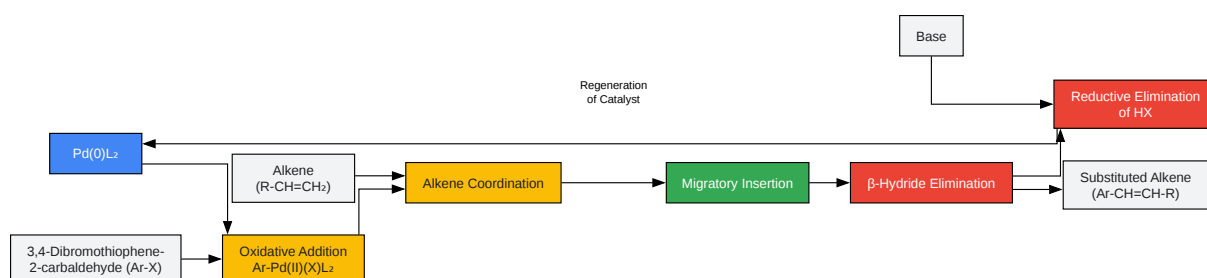 Base
Regeneration
of Catalyst
Reductive Elimination
of HX
Pd(0)L₂
Alkene
(R-CH=CH₂)
Alkene Coordination
Migratory Insertion
β-Hydride Elimination
Substituted Alkene
(Ar-CH=CH-R)
3,4-Dibromothiophene-
2-carbaldehyde (Ar-X)
Oxidative Addition
Ar-Pd(II)(X)L₂